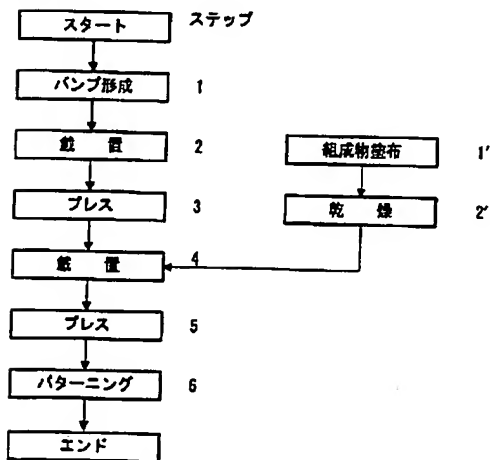 スタート ステップ
バンプ形成 1
載 置 2
組成物塗布 1'
プレス 3
乾 燥 2'
載 置 4
プレス 5
パターニング 6
エンド